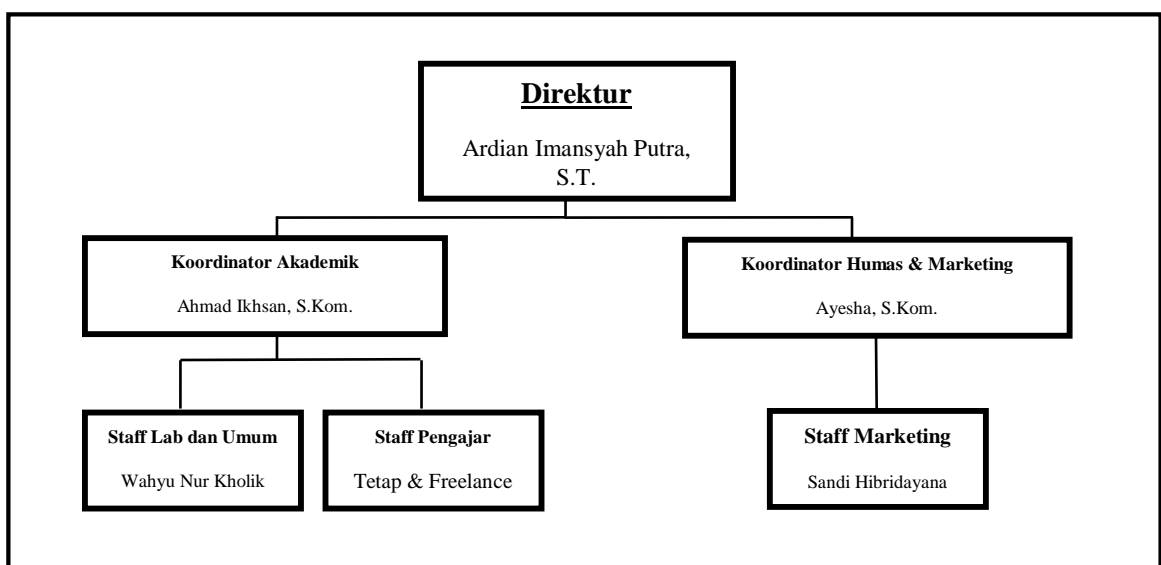 Direktur
Ardian Imansyah Putra,
S.T.
Koordinator Akademik
Ahmad Ikhsan, S.Kom.
Koordinator Humas & Marketing
Ayesha, S.Kom.
Staff Lab dan Umum
Wahyu Nur Kholik
Staff Pengajar
Tetap & Freelance
Staff Marketing
Sandi Hibridayana